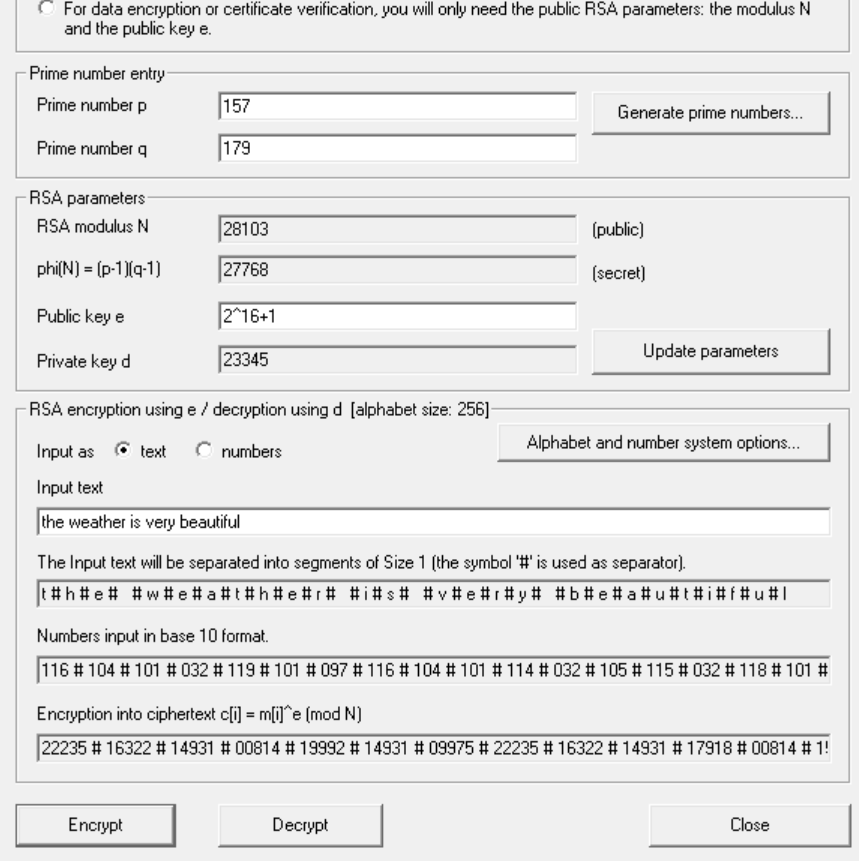 For data encryption or certificate verification, you will only need the public RSA parameters: the modulus N
and the public key e.
Prime number entry
Prime number p 157 Generate prime numbers...
Prime number q 179
RSA parameters
RSA modulus N 28103 (public)
phi(N) = (p-1)(q-1) 27768 (secret)
Public key e 2^16+1
Private key d 23345 Update parameters
RSA encryption using e / decryption using d [alphabet size: 256]
Input as text numbers Alphabet and number system options...
Input text
the weather is very beautiful
The Input text will be separated into segments of Size 1 (the symbol '#' is used as separator).
t # h # e #   # w # e # a # t # h # e # r #   # i # s #   # v # e # r # y #   # b # e # a # u # t # i # f # u # l
Numbers input in base 10 format.
116 # 104 # 101 # 032 # 119 # 101 # 097 # 116 # 104 # 101 # 114 # 032 # 105 # 115 # 032 # 118 # 101 #
Encryption into ciphertext c[i] = m[i]^e (mod N)
22235 # 16322 # 14931 # 00814 # 19992 # 14931 # 09975 # 22235 # 16322 # 14931 # 17918 # 00814 #
Encrypt Decrypt Close